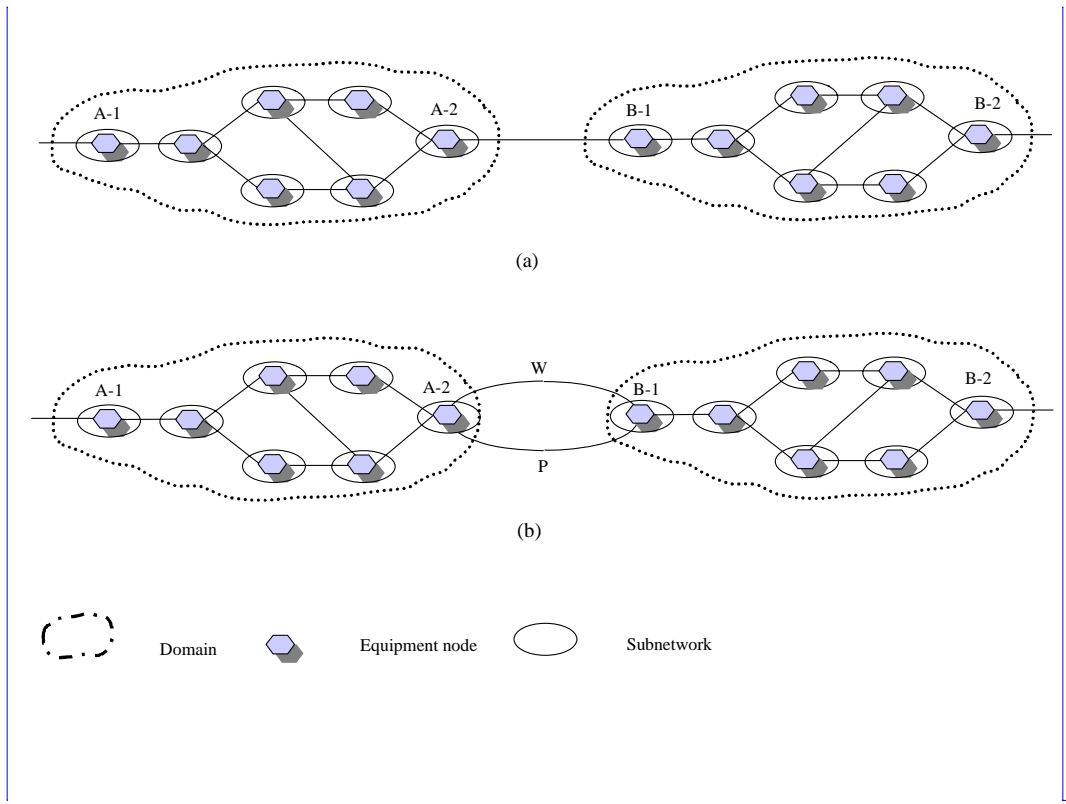 A-1
A-2
B-1
B-2
(a)
W
A-1
A-2
B-1
B-2
P
(b)
Domain
Equipment node
Subnetwork